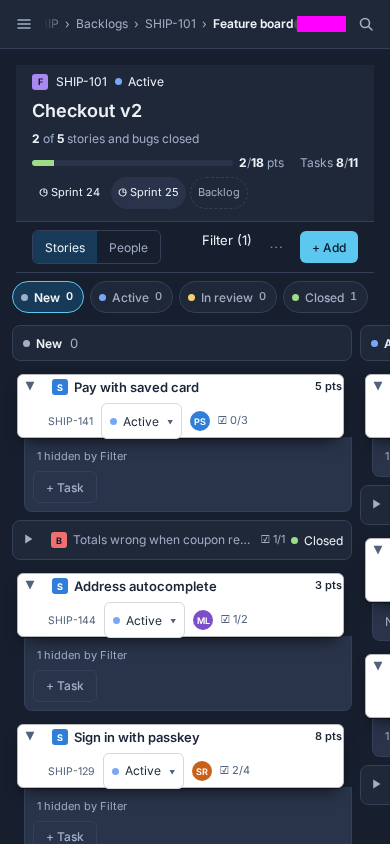 IP › Backlogs › SHIP-101 › Feature board
F SHIP-101 Active
Checkout v2
2 of 5 stories and bugs closed
2/18 pts Tasks 8/11
Sprint 24 Sprint 25 Backlog
Stories People Filter (1) ... + Add
New 0 Active 0 In review 0 Closed 1
New 0 A
S Pay with saved card 5 pts
SHIP-141 Active PS 0/3
1 hidden by Filter 1
+ Task
B Totals wrong when coupon re... 1/1 Closed
S Address autocomplete 3 pts
SHIP-144 Active ML 1/2
1 hidden by Filter N
+ Task
S Sign in with passkey 8 pts
SHIP-129 Active SR 2/4
1 hidden by Filter
+ Task